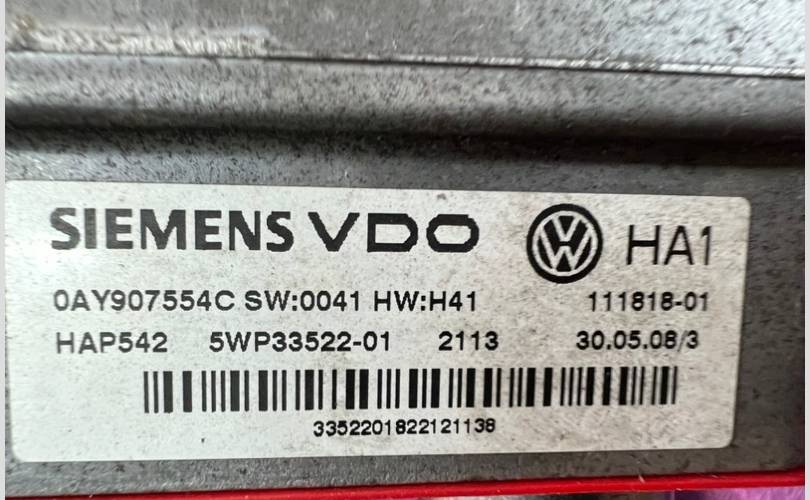 SIEMENS VDO VW HA1
0AY907554C SW:0041 HW:H41 111818-01
HAP542 5WP33522-01 2113 30.05.08/3
3352201822121138